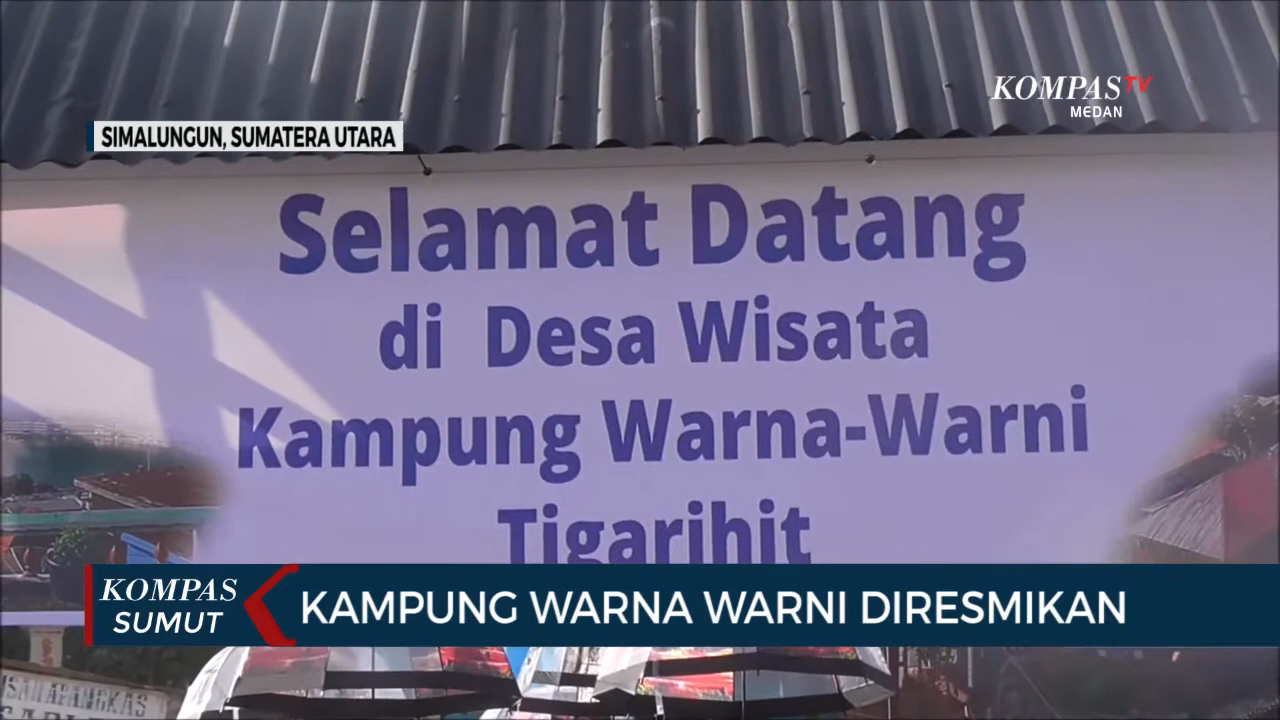 KOMPAS TV
MEDAN
SIMALUNGUN, SUMATERA UTARA
Selamat Datang
di Desa Wisata
Kampung Warna-Warni
Tigarihit
KOMPAS
SUMUT
KAMPUNG WARNA WARNI DIRESMIKAN